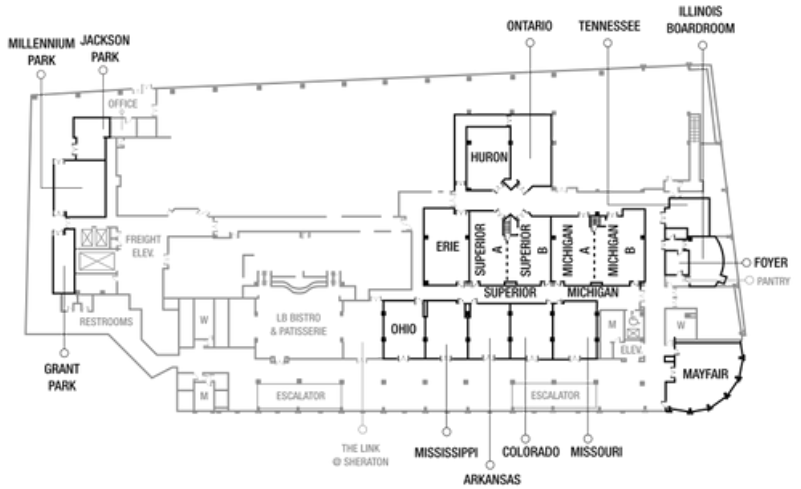 ILLINOIS
BOARDROOM
ONTARIO
TENNESSEE
MILLENNIUM
PARK
JACKSON
PARK
OFFICE
HURON
ERIE
SUPERIOR
A
SUPERIOR
B
MICHIGAN
A
MICHIGAN
B
FREIGHT
ELEV.
FOYER
PANTRY
SUPERIOR
MICHIGAN
RESTROOMS
W
LB BISTRO
& PATISSERIE
OHIO
M
ELEV.
W
GRANT
PARK
MAYFAIR
M
ESCALATOR
ESCALATOR
THE LINK
@ SHERATON
MISSISSIPPI
ARKANSAS
COLORADO
MISSOURI